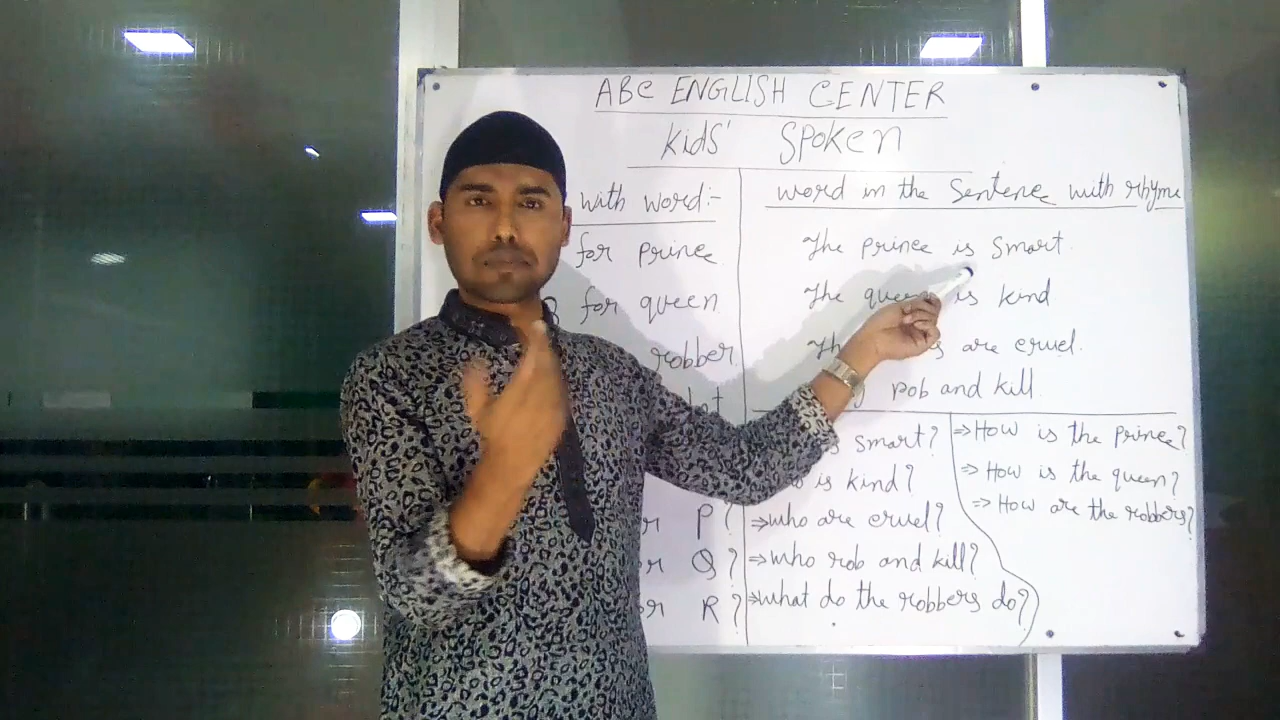 ABC ENGLISH CENTER
Kids' Spoken
with word:-
for prince
for queen
robber
word in the Sentence with rhyme
The prince is smart.
The queen is kind
are cruel.
rob and kill.
smart?
is kind?
⇒who are cruel?
⇒who rob and kill?
⇒what do the robbers do?
⇒How is the prince?
⇒How is the queen?
⇒How are the robbers?
P?
Q?
R?